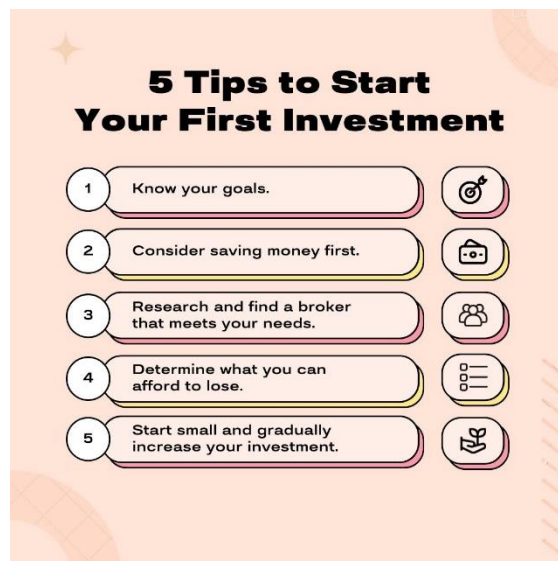 5 Tips to Start
Your First Investment
1
Know your goals.
2
Consider saving money first.
3
Research and find a broker
that meets your needs.
4
Determine what you can
afford to lose.
5
Start small and gradually
increase your investment.